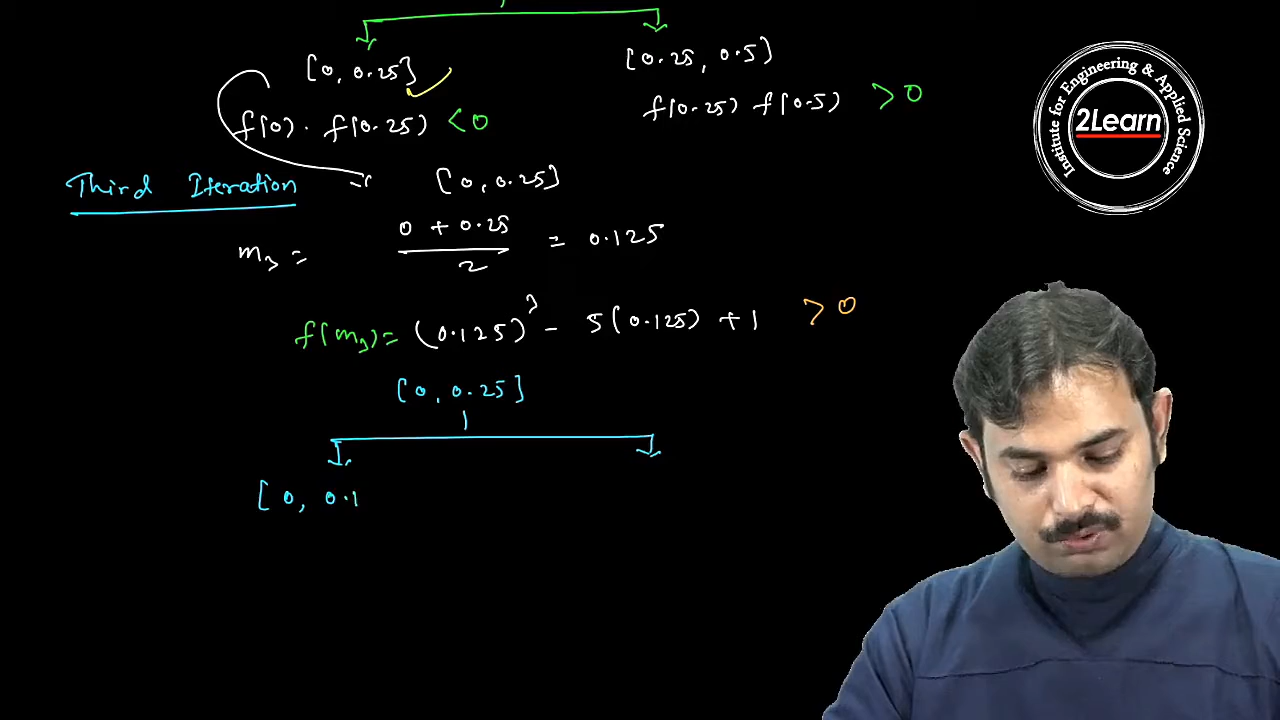 [0, 0.25]
[0.25, 0.5]
f(0) · f(0.25) < 0
f(0.25) f(0.5) > 0
Third Iteration
[0, 0.25]
m3 = 0 + 0.25 / 2 = 0.125
f(m3) = (0.125)^3 - 5(0.125) + 1 > 0
[0, 0.25]
[0, 0.1
Institute for Engineering & Applied Science
2Learn